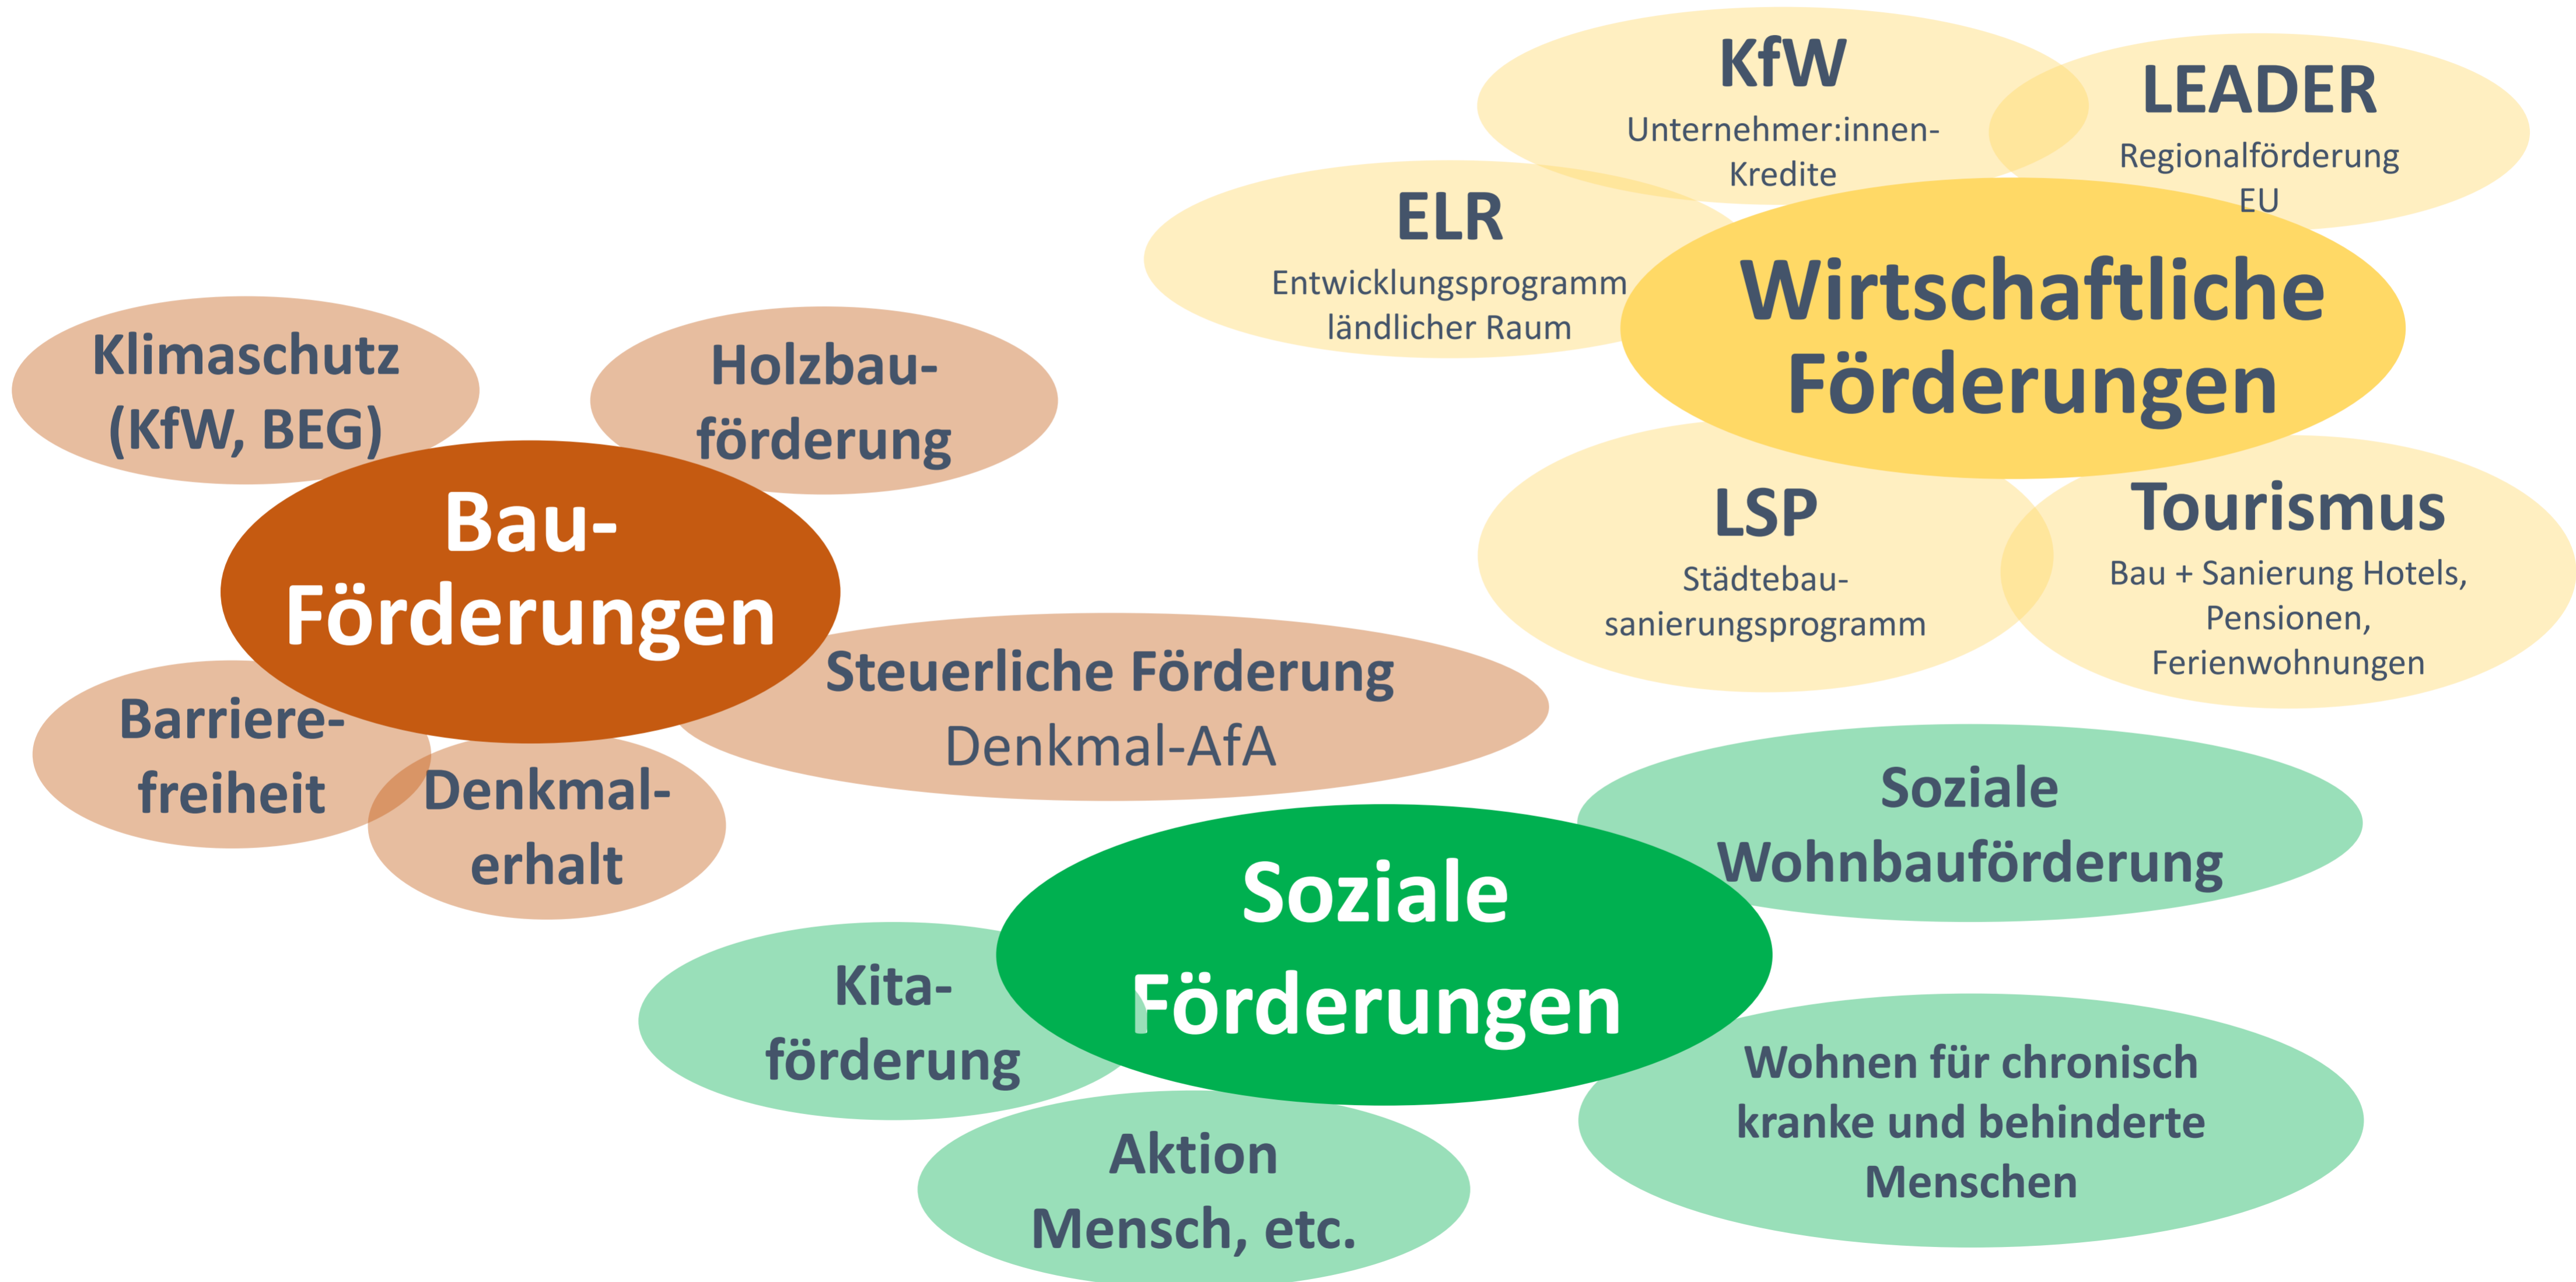 KfW
Unternehmer:innen-
Kredite
LEADER
Regionalförderung
EU
ELR
Entwicklungsprogramm
ländlicher Raum
Wirtschaftliche
Förderungen
LSP
Städtebau-
sanierungsprogramm
Tourismus
Bau + Sanierung Hotels,
Pensionen,
Ferienwohnungen
Klimaschutz
(KfW, BEG)
Holzbau-
förderung
Bau-
Förderungen
Steuerliche Förderung
Denkmal-AfA
Barriere-
freiheit
Denkmal-
erhalt
Soziale
Wohnbauförderung
Soziale
Förderungen
Kita-
förderung
Aktion
Mensch, etc.
Wohnen für chronisch
kranke und behinderte
Menschen